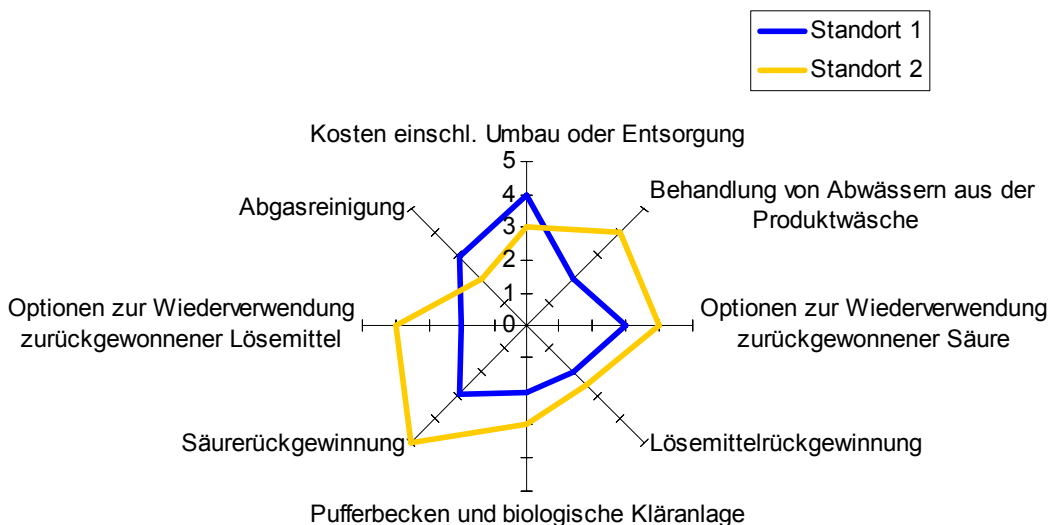 Standort 1
Standort 2
Kosten einschl. Umbau oder Entsorgung
Behandlung von Abwässern aus der
Produktwäsche
Optionen zur Wiederverwendung
zurückgewonnener Säure
Lösemittelrückgewinnung
Pufferbecken und biologische Kläranlage
Säurerückgewinnung
Optionen zur Wiederverwendung
zurückgewonnener Lösemittel
Abgasreinigung
5
4
3
2
1
0